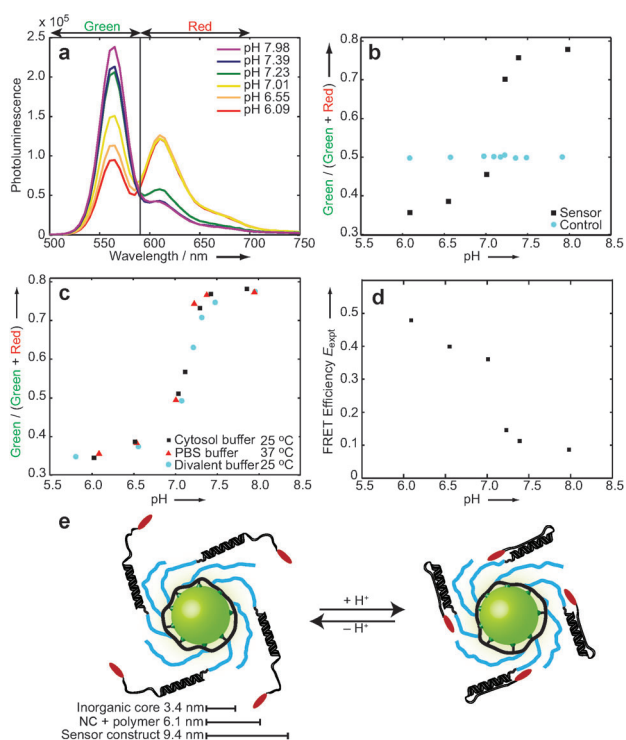 x 10⁵
Green
Red
a
2.5
2.0
1.5
1.0
0.5
0.0
Photoluminescence
pH 7.98
pH 7.39
pH 7.23
pH 7.01
pH 6.55
pH 6.09
500 550 600 650 700 750
Wavelength / nm
b
0.8
0.7
0.6
0.5
0.4
0.3
Green / (Green + Red)
Sensor
Control
5.5 6.0 6.5 7.0 7.5 8.0 8.5
pH
c
0.8
0.7
0.6
0.5
0.4
0.3
Green / (Green + Red)
Cytosol buffer 25 ºC
PBS buffer 37 ºC
Divalent buffer 25 ºC
5.5 6.0 6.5 7.0 7.5 8.0 8.5
pH
d
0.5
0.4
0.3
0.2
0.1
0
FRET Efficiency E expt
5.5 6.0 6.5 7.0 7.5 8.0 8.5
pH
e
+ H⁺
– H⁺
Inorganic core 3.4 nm
NC + polymer 6.1 nm
Sensor construct 9.4 nm